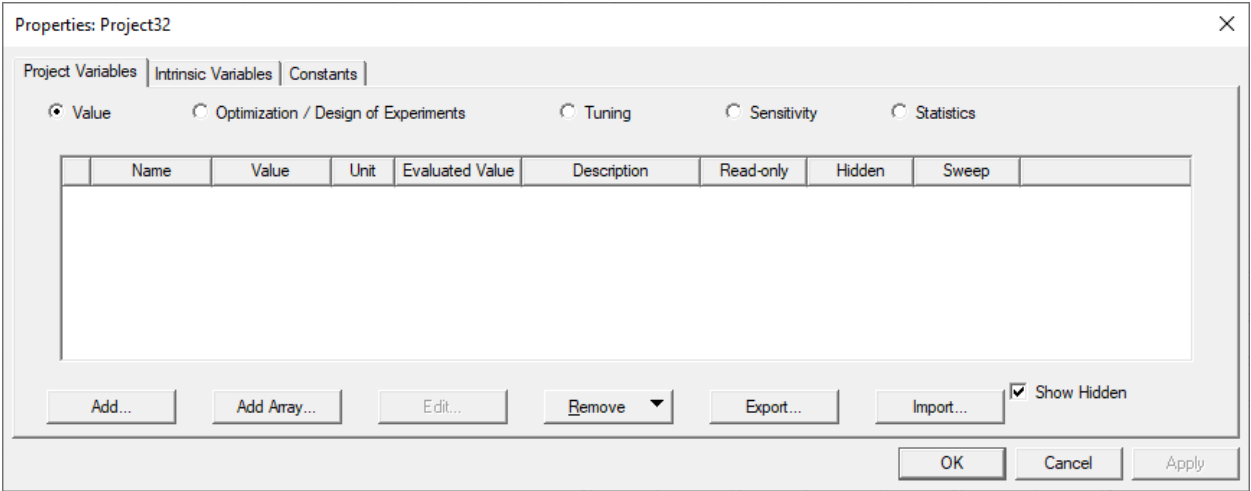 Properties: Project32
Project Variables Intrinsic Variables Constants
Value Optimization / Design of Experiments Tuning Sensitivity Statistics
Name Value Unit Evaluated Value Description Read-only Hidden Sweep
Add... Add Array... Edit... Remove Export... Import... Show Hidden
OK Cancel Apply